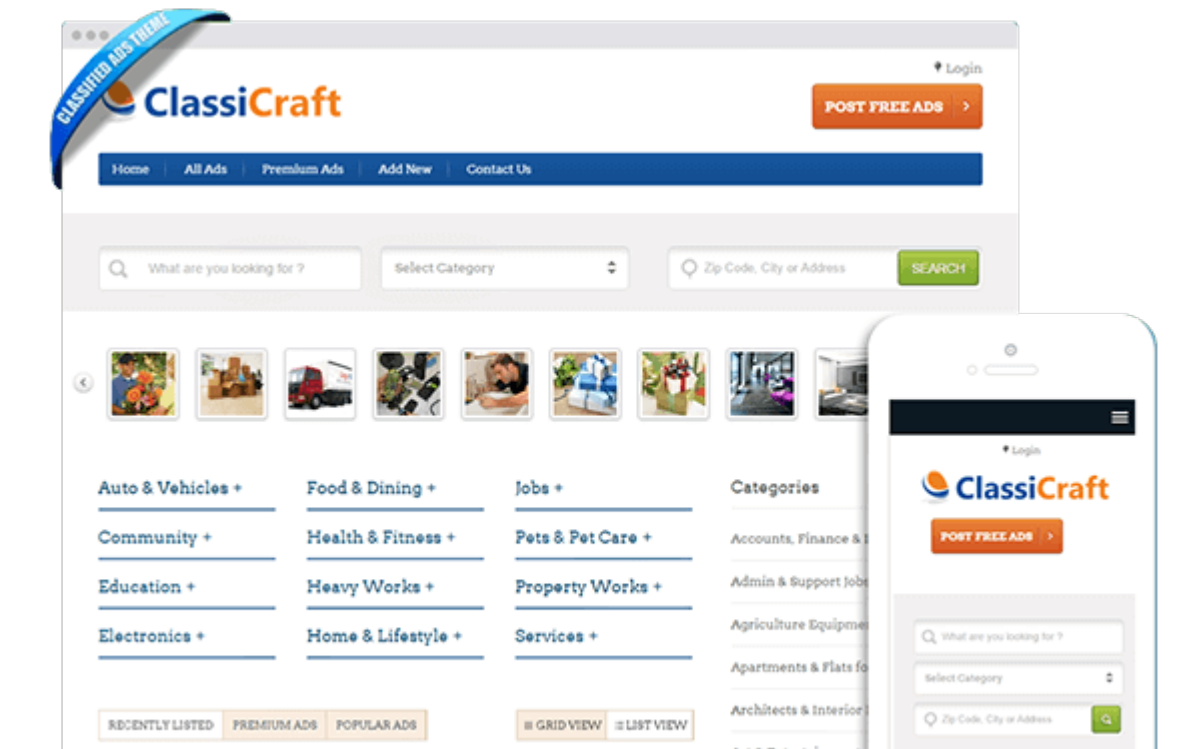 CLASSIFIED ADS THEME
Login
ClassiCraft
POST FREE ADS
Home All Ads Premium Ads Add New Contact Us
What are you looking for ? Select Category Zip Code, City or Address SEARCH
Auto & Vehicles + Food & Dining + Jobs + Categories
Community + Health & Fitness + Pets & Pet Care + Accounts, Finance &
Education + Heavy Works + Property Works + Admin & Support Jobs
Electronics + Home & Lifestyle + Services + Agriculture Equipme
Apartments & Flats fo
Architects & Interior
RECENTLY LISTED PREMIUM ADS POPULAR ADS GRID VIEW LIST VIEW
Login
ClassiCraft
POST FREE ADS
What are you looking for ?
Select Category
Zip Code, City or Address